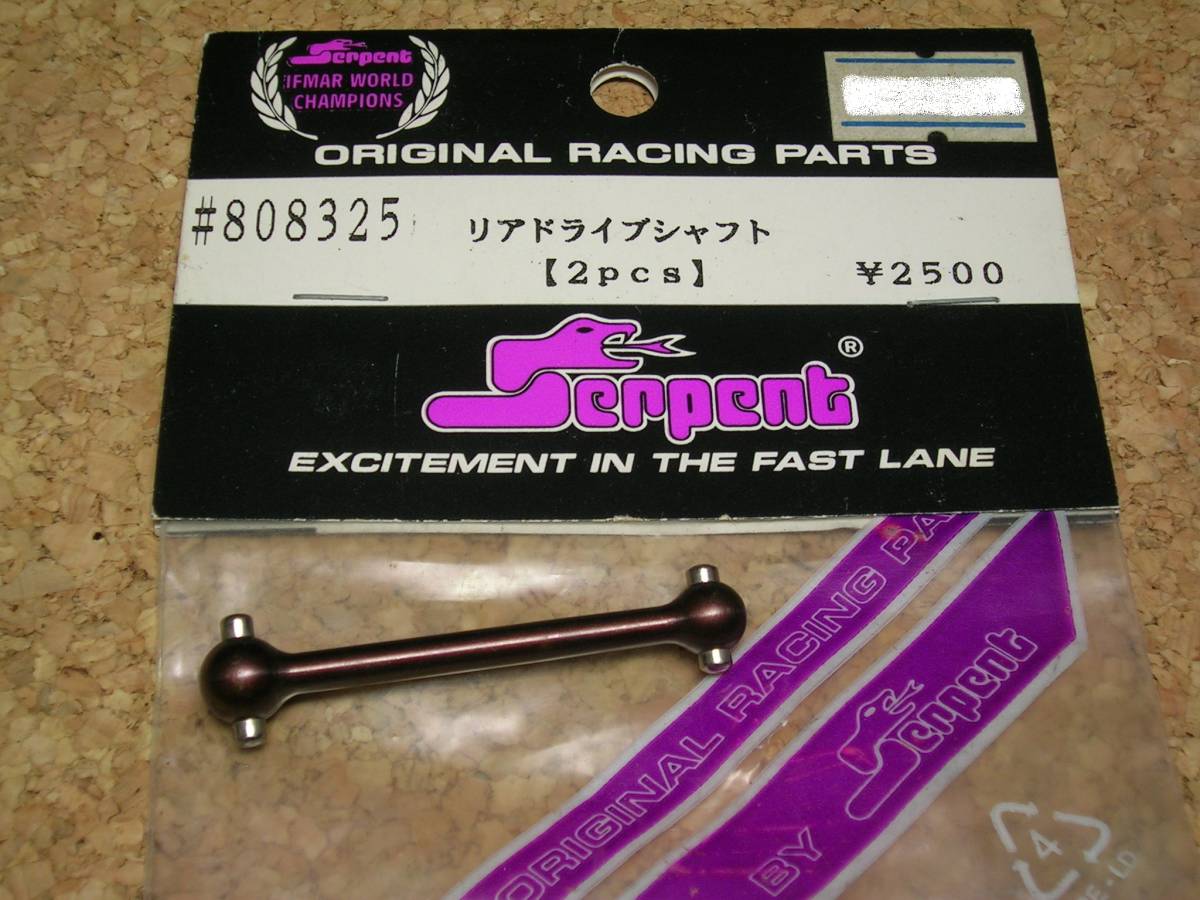 Serpent
IFMAR WORLD
CHAMPIONS
ORIGINAL RACING PARTS
#808325
リアドライブシャフト
【2pcs】
¥2500
Serpent®
EXCITEMENT IN THE FAST LANE
ORIGINAL RACING PA
BY Serpent
4